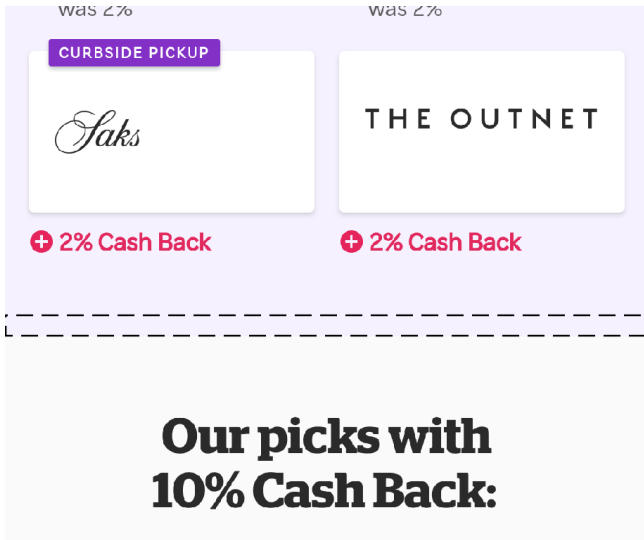 was 2%
was 2%
CURBSIDE PICKUP
Saks
THE OUTNET
2% Cash Back
2% Cash Back
Our picks with
10% Cash Back: